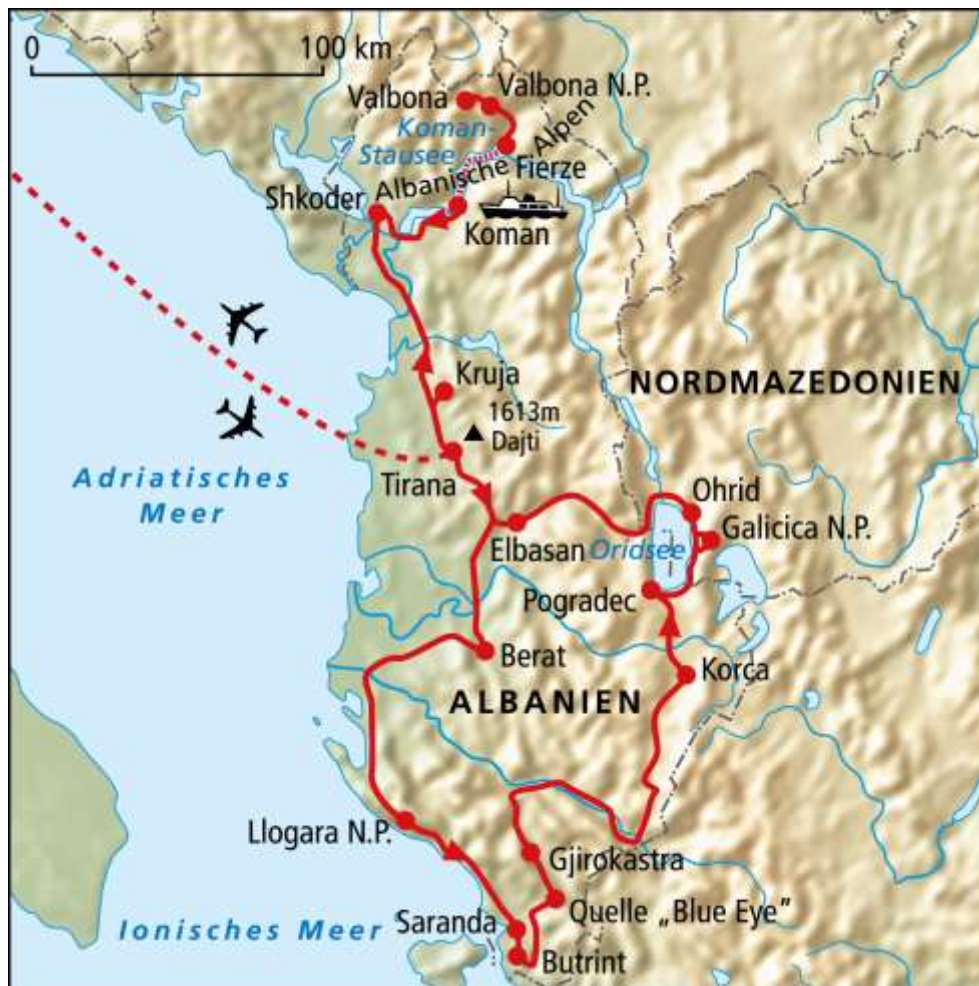 0 100 km
Valbona
Valbona N.P.
Koman-
Stausee
Albanische Alpen
Fierze
Shkoder
Koman
Kruja
1613m
Dajti
NORDMAZEDONIEN
Adriatisches
Meer
Tirana
Ohrid
Galicica N.P.
Elbasan
Oridsee
Pogradec
Berat
Korca
ALBANIEN
Llogara N.P.
Gjirokastra
Quelle „Blue Eye”
Saranda
Ionisches Meer
Butrint